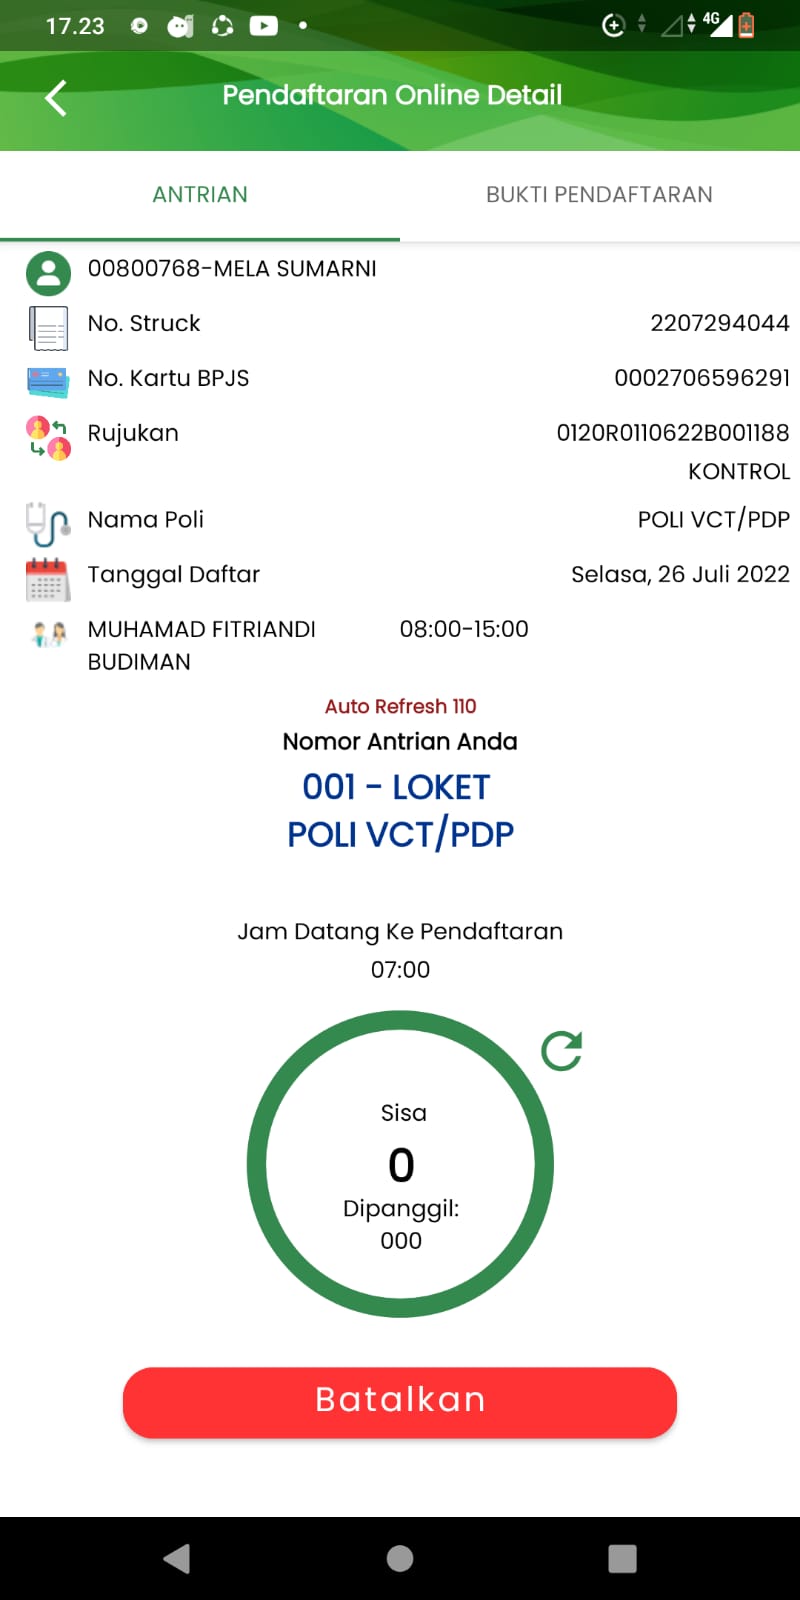 17.23
4G
Pendaftaran Online Detail
ANTRIAN
BUKTI PENDAFTARAN
00800768-MELA SUMARNI
No. Struck
2207294044
No. Kartu BPJS
0002706596291
Rujukan
0120R0110622B001188
KONTROL
Nama Poli
POLI VCT/PDP
Tanggal Daftar
Selasa, 26 Juli 2022
MUHAMAD FITRIANDI
BUDIMAN
08:00-15:00
Auto Refresh 110
Nomor Antrian Anda
001 - LOKET
POLI VCT/PDP
Jam Datang Ke Pendaftaran
07:00
Sisa
0
Dipanggil:
000
Batalkan